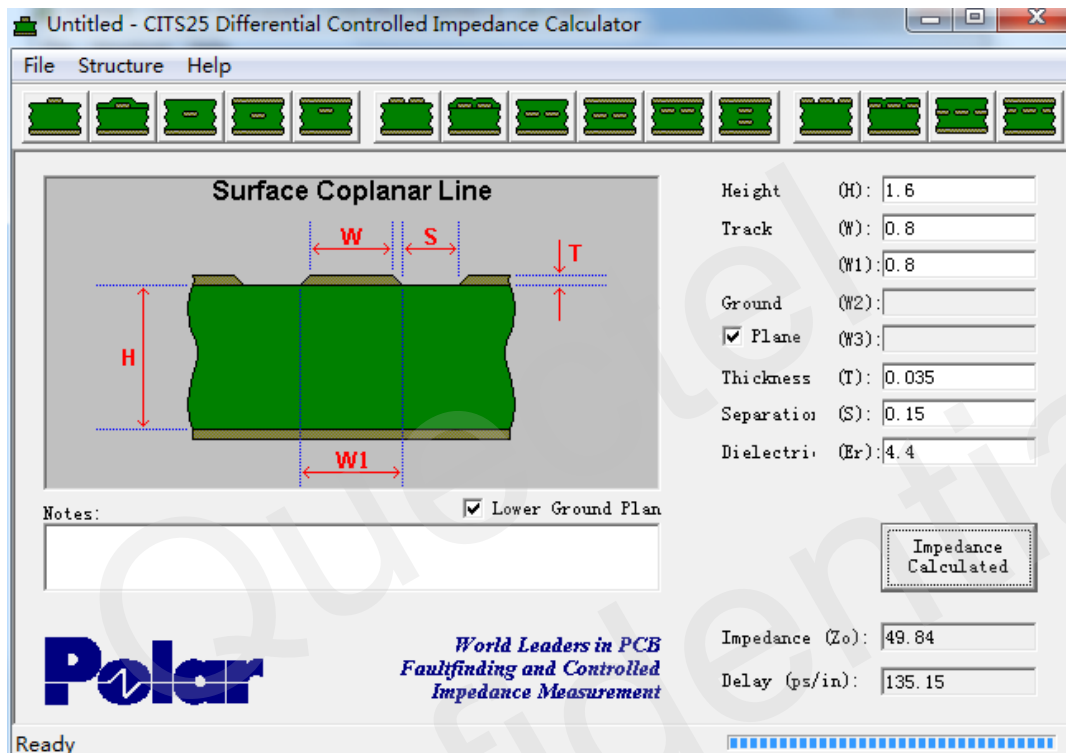 Untitled - CITS25 Differential Controlled Impedance Calculator
File Structure Help
Surface Coplanar Line
W
S
T
H
W1
Height (H): 1.6
Track (W): 0.8
(W1): 0.8
Ground (W2):
Plane (W3):
Thickness (T): 0.035
Separatio (S): 0.15
Dielectri (Er): 4.4
Notes:
Lower Ground Plan
Impedance
Calculated
Polar
World Leaders in PCB
Faultfinding and Controlled
Impedance Measurement
Impedance (Zo): 49.84
Delay (ps/in): 135.15
Ready
Quectel